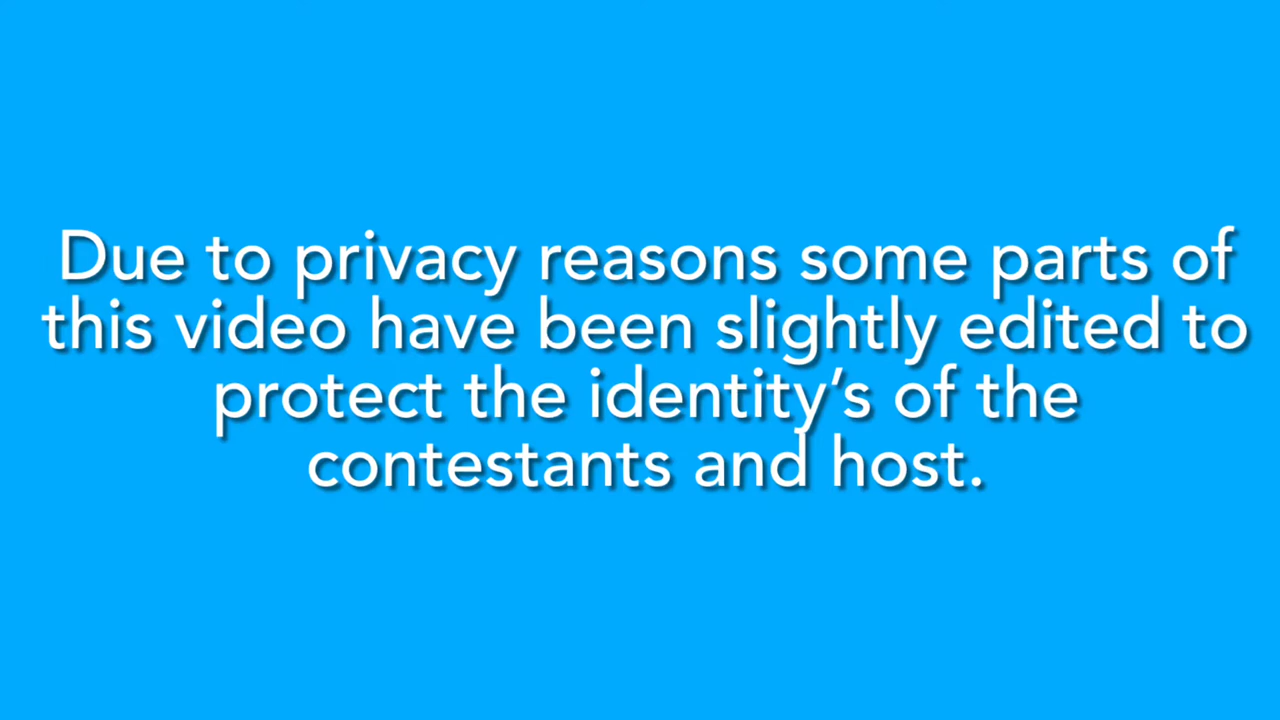 Due to privacy reasons some parts of
this video have been slightly edited to
protect the identity’s of the
contestants and host.